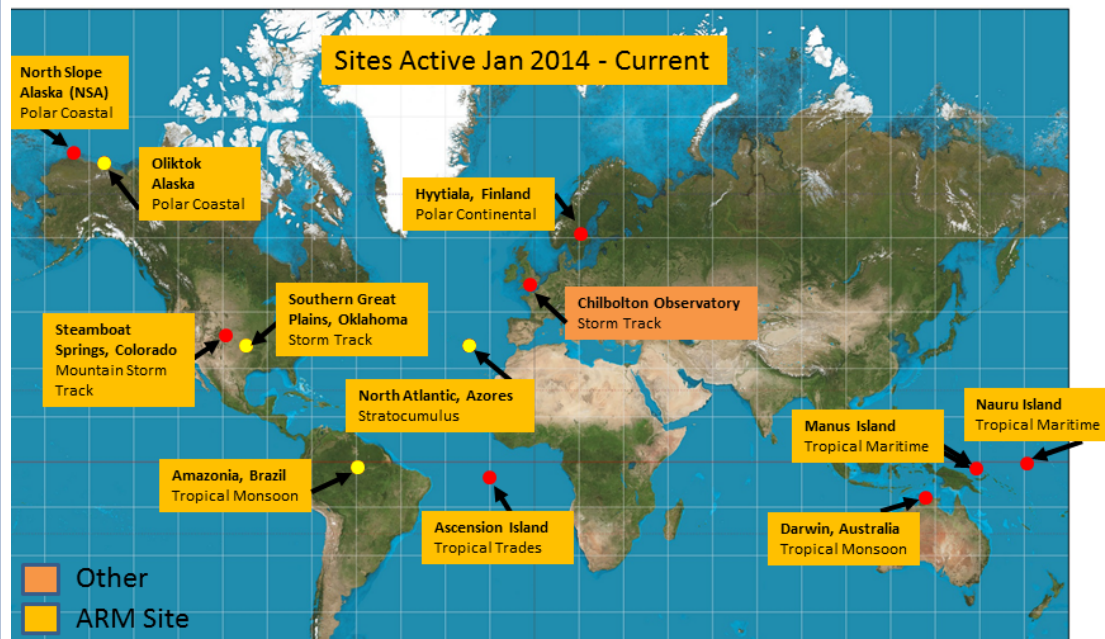 Sites Active Jan 2014 - Current
North Slope
Alaska (NSA)
Polar Coastal
Oliktok
Alaska
Polar Coastal
Hyytiala, Finland
Polar Continental
Chilbolton Observatory
Storm Track
Southern Great
Plains, Oklahoma
Storm Track
Steamboat
Springs, Colorado
Mountain Storm
Track
North Atlantic, Azores
Stratocumulus
Nauru Island
Tropical Maritime
Manus Island
Tropical Maritime
Amazonia, Brazil
Tropical Monsoon
Ascension Island
Tropical Trades
Darwin, Australia
Tropical Monsoon
Other
ARM Site